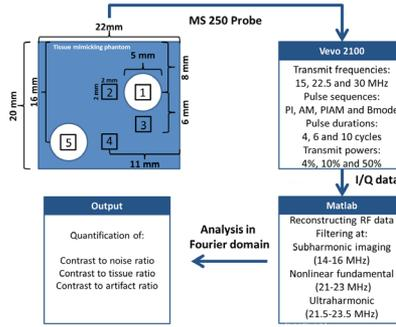 MS 250 Probe
22mm
Tissue mimicking phantom
5 mm
2 mm
2 mm
2
1
3
4
5
8 mm
6 mm
11 mm
16 mm
20 mm
Vevo 2100
Transmit frequencies:
15, 22.5 and 30 MHz
Pulse sequences:
PI, AM, PIAM and Bmode
Pulse durations:
4, 6 and 10 cycles
Transmit powers:
4%, 10% and 50%
I/Q data
Matlab
Reconstructing RF data
Filtering at:
Subharmonic imaging
(14-16 MHz)
Nonlinear fundamental
(21-23 MHz)
Ultraharmonic
(21.5-23.5 MHz)
Analysis in
Fourier domain
Output
Quantification of:
Contrast to noise ratio
Contrast to tissue ratio
Contrast to artifact ratio